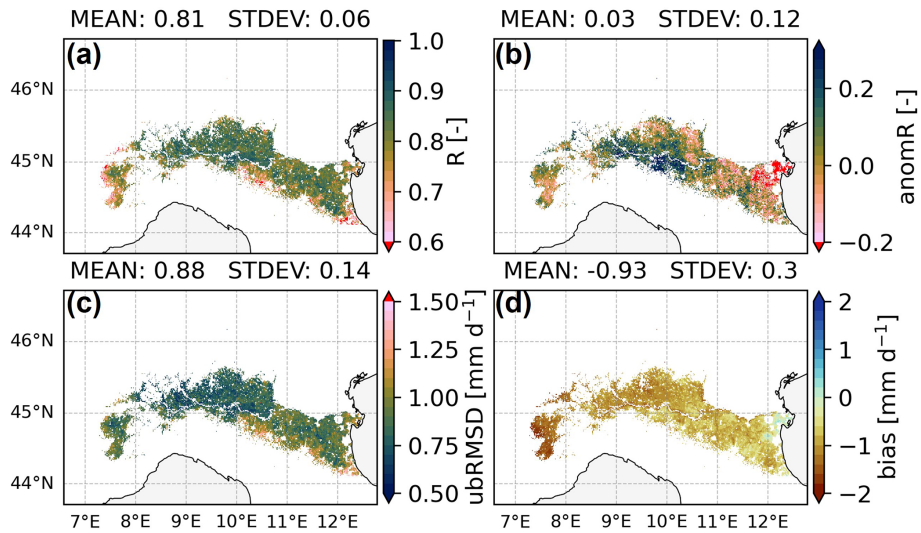 MEAN: 0.81 STDEV: 0.06
MEAN: 0.03 STDEV: 0.12
(a)
46°N
45°N
44°N
1.0
0.9
0.8
0.7
0.6
R [-]
(b)
0.2
0.0
−0.2
anomR [-]
MEAN: 0.88 STDEV: 0.14
MEAN: -0.93 STDEV: 0.3
(c)
46°N
45°N
44°N
7°E 8°E 9°E 10°E 11°E 12°E
1.50
1.25
1.00
0.75
0.50
ubRMSD [mm d⁻¹]
(d)
7°E 8°E 9°E 10°E 11°E 12°E
2
1
0
−1
−2
bias [mm d⁻¹]